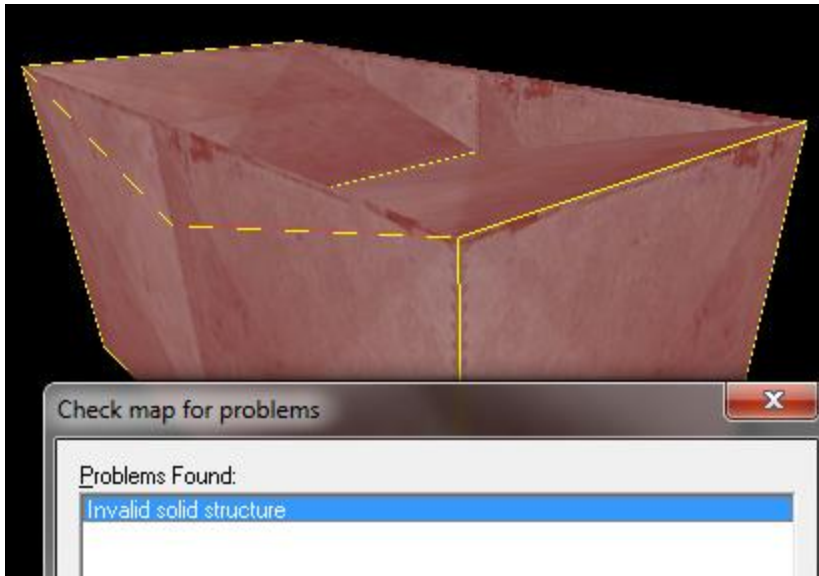 Check map for problems
Problems Found:
Invalid solid structure